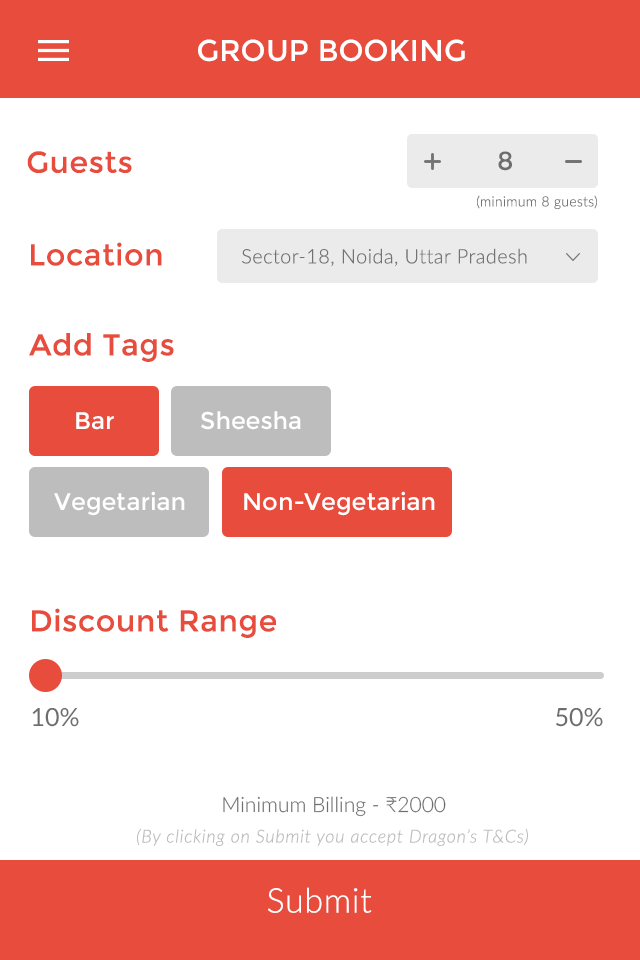 GROUP BOOKING
Guests
+ 8 −
(minimum 8 guests)
Location
Sector-18, Noida, Uttar Pradesh
Add Tags
Bar Sheesha
Vegetarian Non-Vegetarian
Discount Range
10% 50%
Minimum Billing - ₹2000
(By clicking on Submit you accept Dragon's T&Cs)
Submit